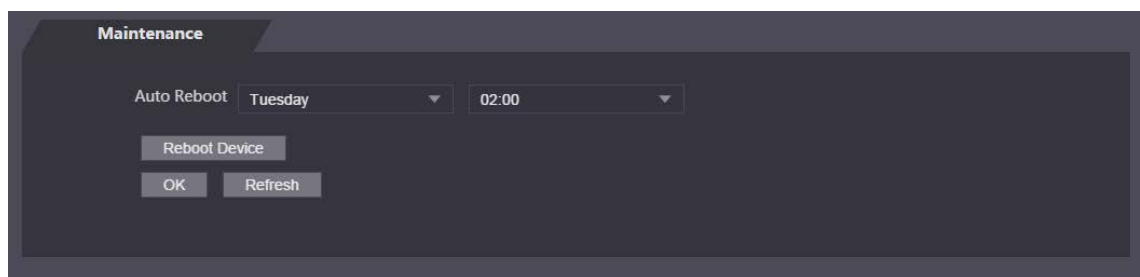 Maintenance
Auto Reboot Tuesday 02:00
Reboot Device
OK Refresh